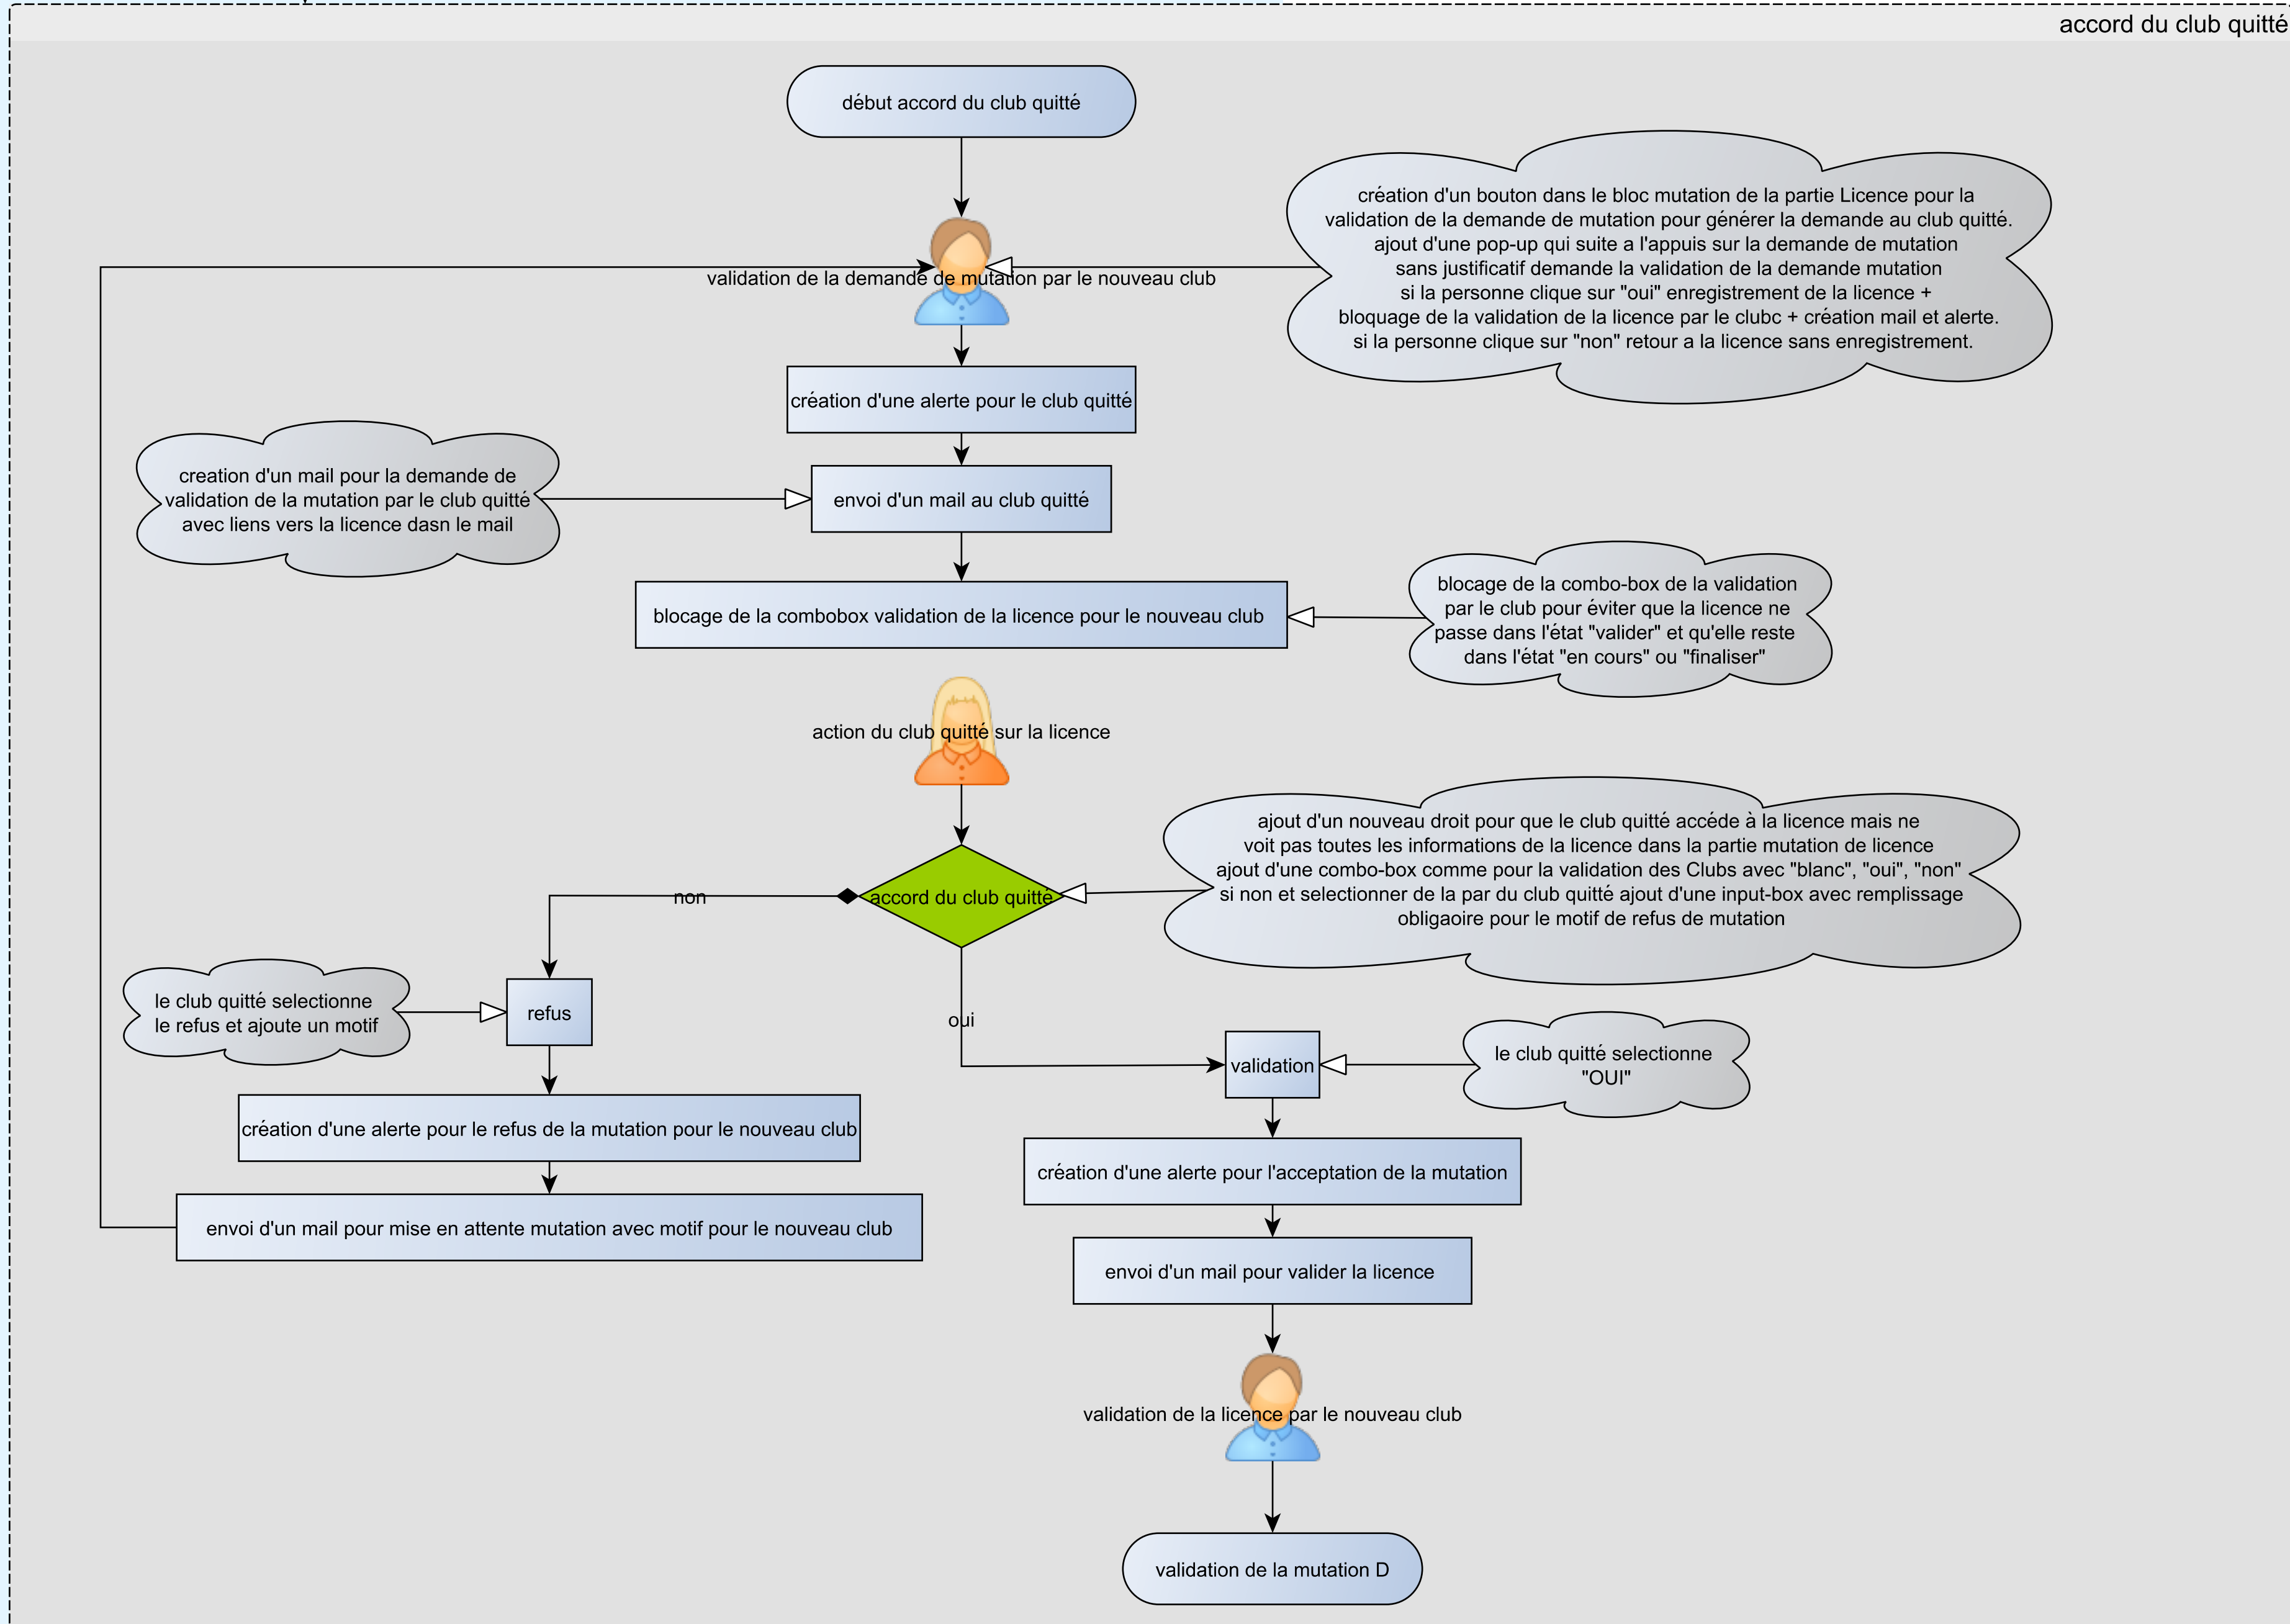 accord du club quitté
début accord du club quitté
création d'un bouton dans le bloc mutation de la partie Licence pour la
validation de la demande de mutation pour générer la demande au club quitté.
ajout d'une pop-up qui suite a l'appuis sur la demande de mutation
sans justificatif demande la validation de la demande mutation
si la personne clique sur "oui" enregistrement de la licence +
bloquage de la validation de la licence par le clubc + création mail et alerte.
si la personne clique sur "non" retour a la licence sans enregistrement.
validation de la demande de mutation par le nouveau club
création d'une alerte pour le club quitté
creation d'un mail pour la demande de
validation de la mutation par le club quitté
avec liens vers la licence dasn le mail
envoi d'un mail au club quitté
blocage de la combobox validation de la licence pour le nouveau club
blocage de la combo-box de la validation
par le club pour éviter que la licence ne
passe dans l'état "valider" et qu'elle reste
dans l'état "en cours" ou "finaliser"
action du club quitté sur la licence
ajout d'un nouveau droit pour que le club quitté accéde à la licence mais ne
voit pas toutes les informations de la licence dans la partie mutation de licence
ajout d'une combo-box comme pour la validation des Clubs avec "blanc", "oui", "non"
si non et selectionner de la par du club quitté ajout d'une input-box avec remplissage
obligaoire pour le motif de refus de mutation
accord du club quitté
non
oui
le club quitté selectionne
le refus et ajoute un motif
refus
validation
le club quitté selectionne
"OUI"
création d'une alerte pour le refus de la mutation pour le nouveau club
création d'une alerte pour l'acceptation de la mutation
envoi d'un mail pour mise en attente mutation avec motif pour le nouveau club
envoi d'un mail pour valider la licence
validation de la licence par le nouveau club
validation de la mutation D